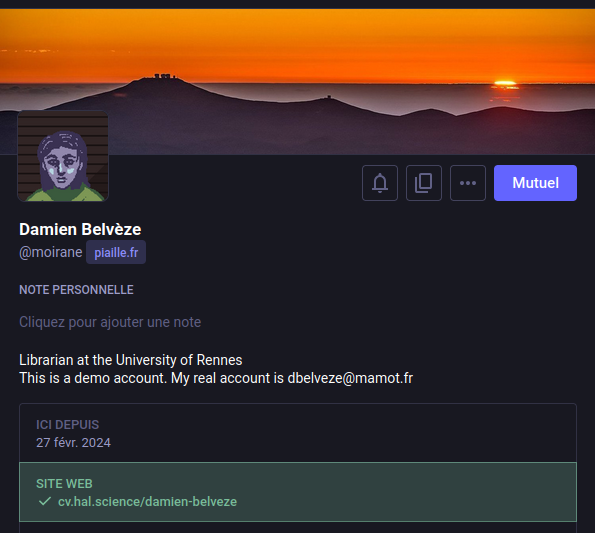 Mutuel
Damien Belvèze
@moirane piaille.fr
NOTE PERSONNELLE
Cliquez pour ajouter une note
Librarian at the University of Rennes
This is a demo account. My real account is dbelveze@mamot.fr
ICI DEPUIS
27 févr. 2024
SITE WEB
✓ cv.hal.science/damien-belveze